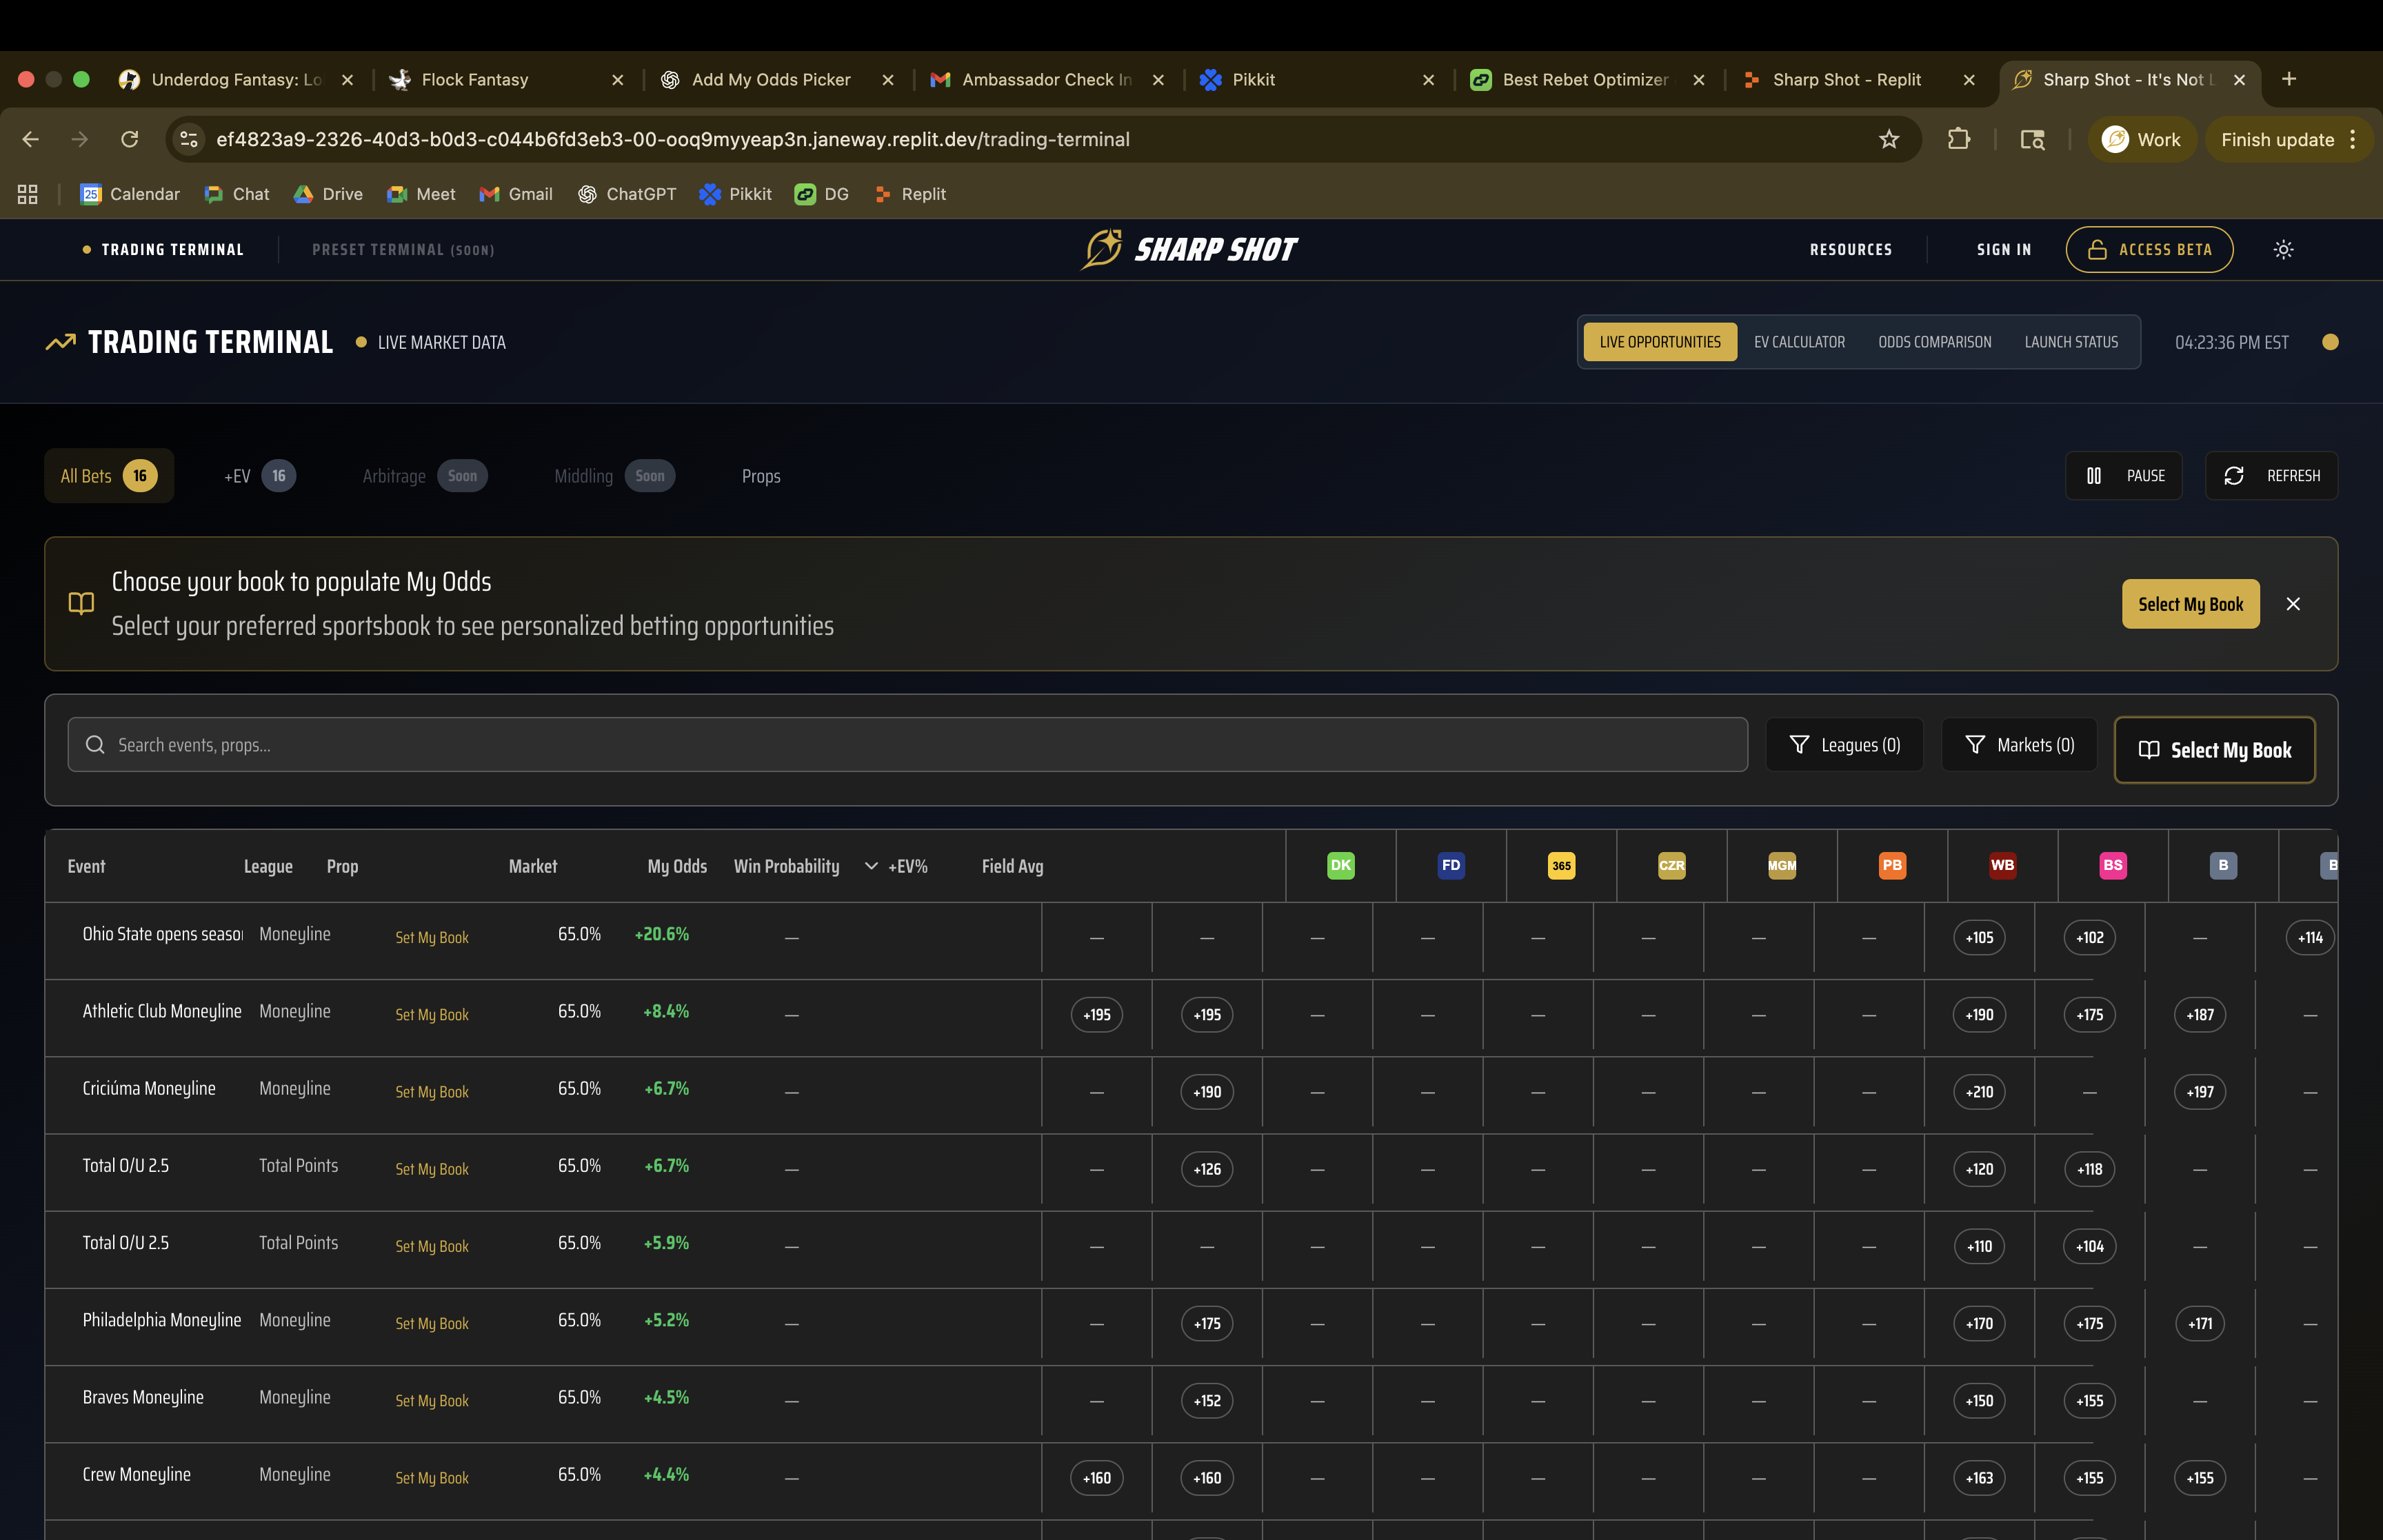 Underdog Fantasy: Lo
Flock Fantasy
Add My Odds Picker
Ambassador Check In
Pikkit
Best Rebet Optimizer
Sharp Shot - Replit
Sharp Shot - It's Not L
ef4823a9-2326-40d3-b0d3-c044b6fd3eb3-00-ooq9myyeap3n.janeway.replit.dev/trading-terminal
Work
Finish update
25
Calendar
Chat
Drive
Meet
Gmail
ChatGPT
Pikkit
DG
Replit
TRADING TERMINAL
PRESET TERMINAL (SOON)
SHARP SHOT
RESOURCES
SIGN IN
ACCESS BETA
TRADING TERMINAL
LIVE MARKET DATA
LIVE OPPORTUNITIES
EV CALCULATOR
ODDS COMPARISON
LAUNCH STATUS
04:23:36 PM EST
All Bets 16
+EV 16
Arbitrage Soon
Middling Soon
Props
PAUSE
REFRESH
Choose your book to populate My Odds
Select your preferred sportsbook to see personalized betting opportunities
Select My Book
Search events, props...
Leagues (0)
Markets (0)
Select My Book
Event League Prop Market My Odds Win Probability +EV% Field Avg DK FD 365 CZR MGM PB WB BS B B
Ohio State opens season Moneyline Set My Book 65.0% +20.6% — — — — — — — — — +105 +102 — +114
Athletic Club Moneyline Moneyline Set My Book 65.0% +8.4% — +195 +195 — — — — — — +190 +175 +187 —
Criciúma Moneyline Moneyline Set My Book 65.0% +6.7% — — +190 — — — — — — +210 — +197 —
Total O/U 2.5 Total Points Set My Book 65.0% +6.7% — — +126 — — — — — — +120 +118 — —
Total O/U 2.5 Total Points Set My Book 65.0% +5.9% — — — — — — — — — +110 +104 — —
Philadelphia Moneyline Moneyline Set My Book 65.0% +5.2% — — +175 — — — — — — +170 +175 +171 —
Braves Moneyline Moneyline Set My Book 65.0% +4.5% — — +152 — — — — — — +150 +155 — —
Crew Moneyline Moneyline Set My Book 65.0% +4.4% — +160 +160 — — — — — — +163 +155 +155 —